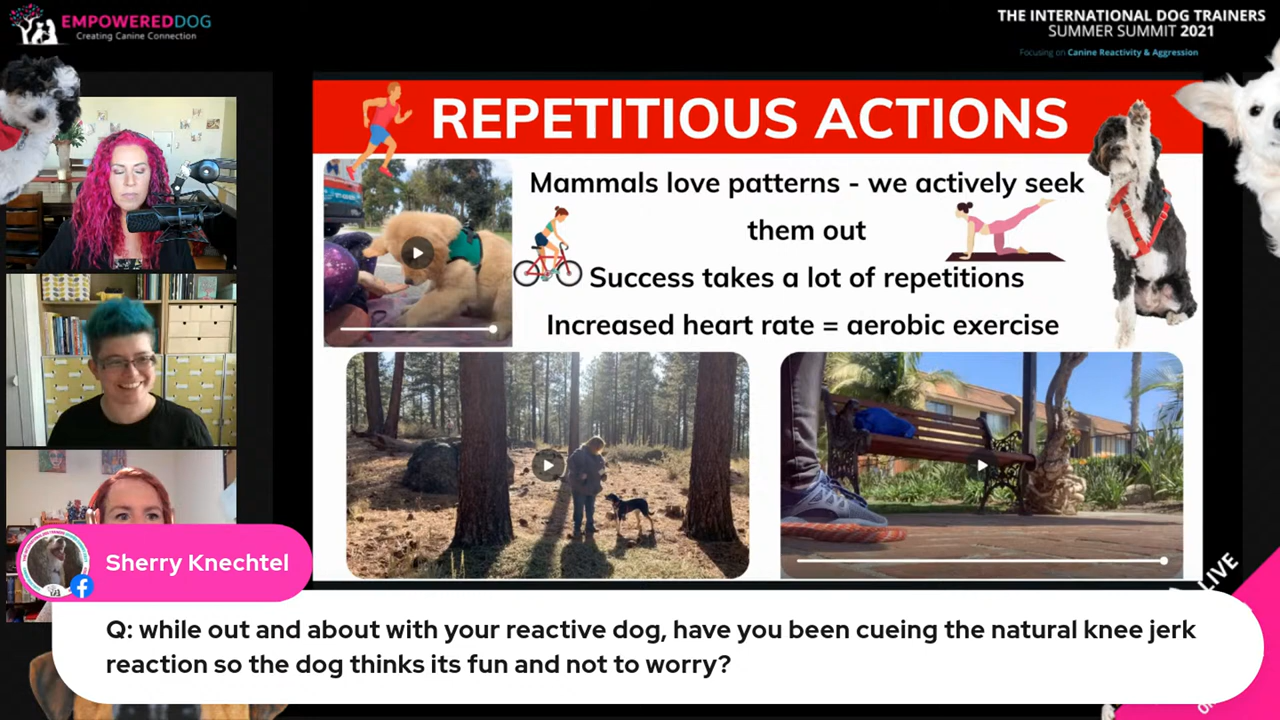 EMPOWEREDDOG
Creating Canine Connection
THE INTERNATIONAL DOG TRAINERS
SUMMER SUMMIT 2021
Focusing on Canine Reactivity & Aggression
REPETITIOUS ACTIONS
Mammals love patterns - we actively seek
them out
Success takes a lot of repetitions
Increased heart rate = aerobic exercise
Sherry Knechtel
Q: while out and about with your reactive dog, have you been cueing the natural knee jerk
reaction so the dog thinks its fun and not to worry?
LIVE